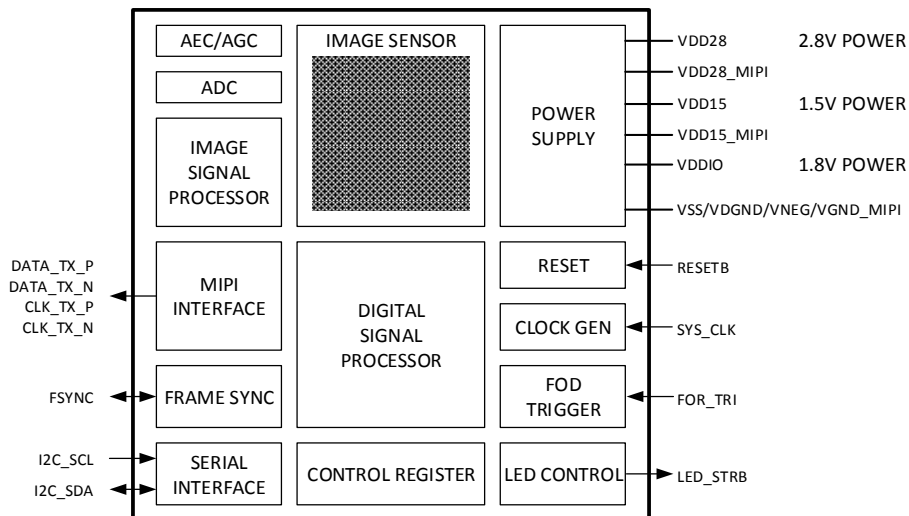 AEC/AGC
ADC
IMAGE
SIGNAL
PROCESSOR
IMAGE SENSOR
POWER
SUPPLY
VDD28 2.8V POWER
VDD28_MIPI
VDD15 1.5V POWER
VDD15_MIPI
VDDIO 1.8V POWER
VSS/VDGND/VNEG/VGND_MIPI
DATA_TX_P
DATA_TX_N
CLK_TX_P
CLK_TX_N
MIPI
INTERFACE
DIGITAL
SIGNAL
PROCESSOR
RESET
RESETB
CLOCK GEN
SYS_CLK
FSYNC
FRAME SYNC
FOD
TRIGGER
FOR_TRI
I2C_SCL
I2C_SDA
SERIAL
INTERFACE
CONTROL REGISTER
LED CONTROL
LED_STRB